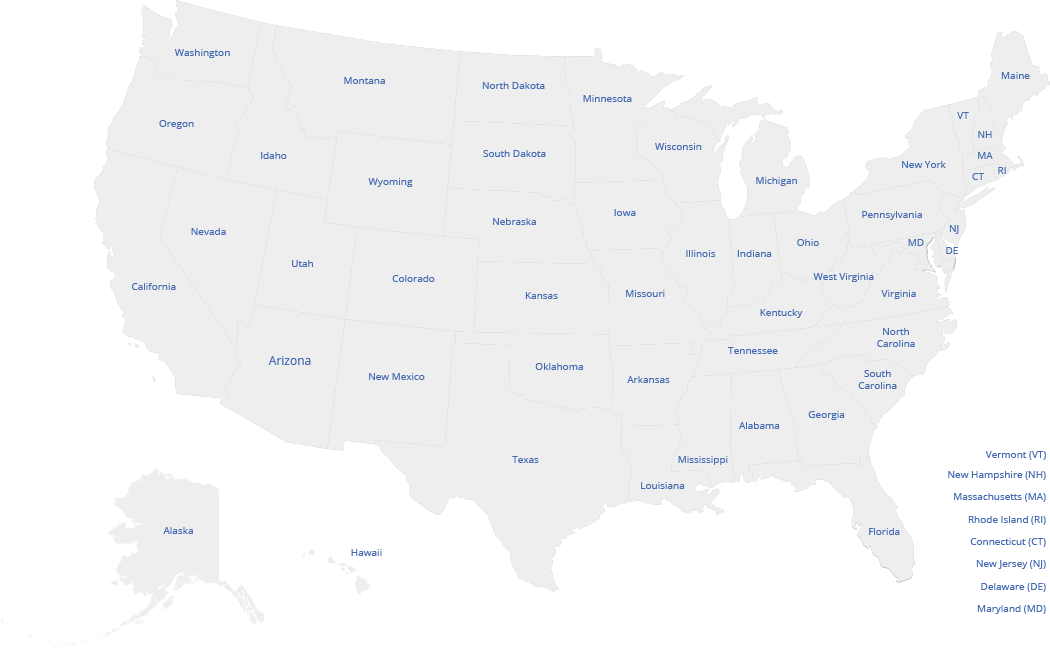 Washington
Montana
North Dakota
Minnesota
Maine
Oregon
Idaho
South Dakota
Wisconsin
VT
NH
Wyoming
Michigan
New York
MA
CT
RI
Nevada
Nebraska
Iowa
Pennsylvania
NJ
Utah
Colorado
Illinois
Indiana
Ohio
MD
DE
California
Kansas
Missouri
West Virginia
Virginia
Kentucky
Arizona
New Mexico
Oklahoma
Arkansas
Tennessee
North
Carolina
South
Carolina
Texas
Louisiana
Mississippi
Alabama
Georgia
Florida
Alaska
Hawaii
Vermont (VT)
New Hampshire (NH)
Massachusetts (MA)
Rhode Island (RI)
Connecticut (CT)
New Jersey (NJ)
Delaware (DE)
Maryland (MD)